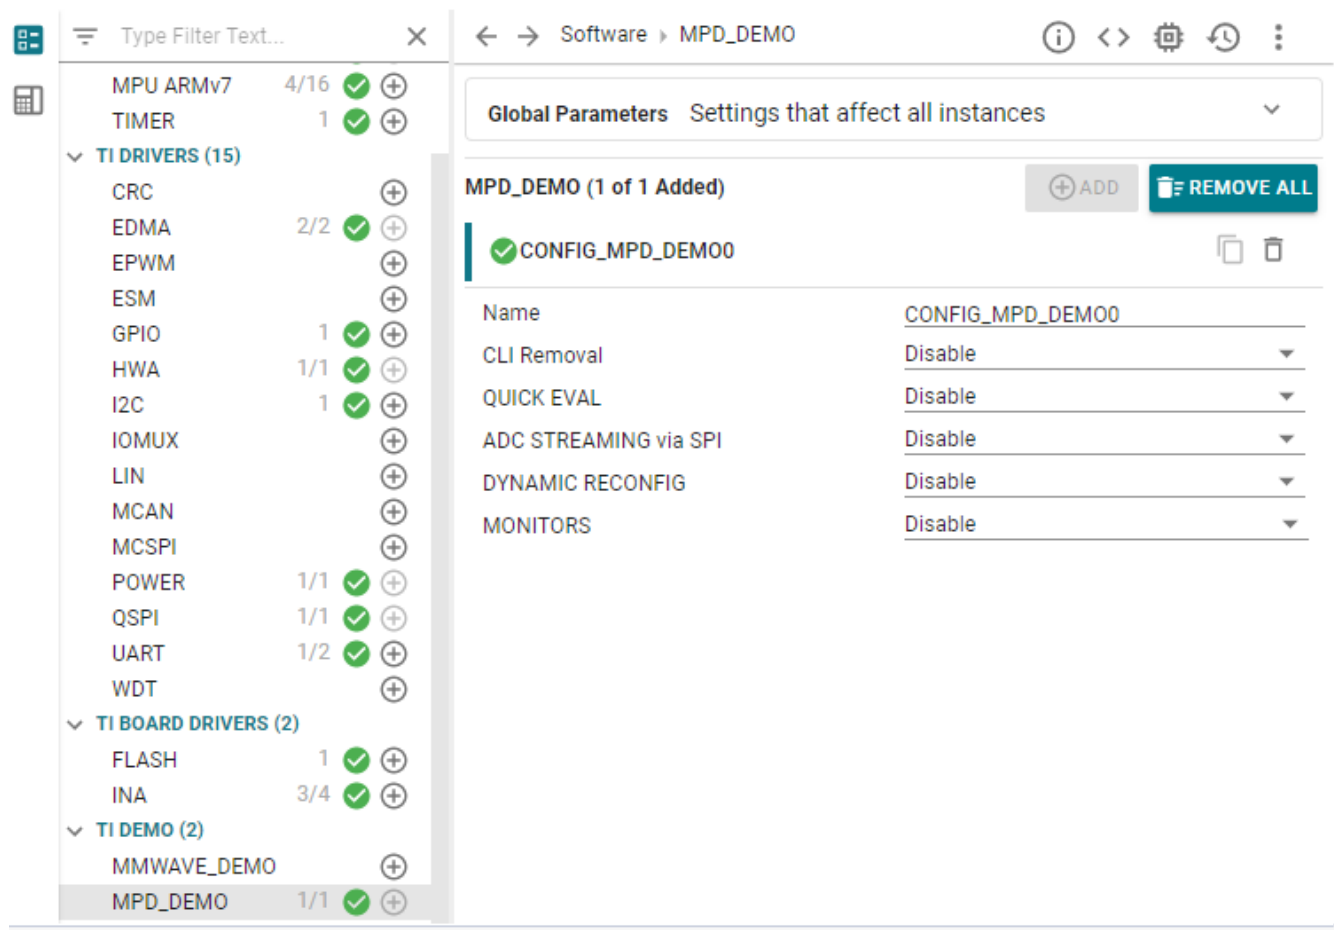 Type Filter Text...
MPU ARMv7 4/16
TIMER 1
TI DRIVERS (15)
CRC
EDMA 2/2
EPWM
ESM
GPIO 1
HWA 1/1
I2C 1
IOMUX
LIN
MCAN
MCSPI
POWER 1/1
QSPI 1/1
UART 1/2
WDT
TI BOARD DRIVERS (2)
FLASH 1
INA 3/4
TI DEMO (2)
MMWAVE_DEMO
MPD_DEMO 1/1
Software MPD_DEMO
Global Parameters Settings that affect all instances
MPD_DEMO (1 of 1 Added) ADD REMOVE ALL
CONFIG_MPD_DEMO0
Name CONFIG_MPD_DEMO0
CLI Removal Disable
QUICK EVAL Disable
ADC STREAMING via SPI Disable
DYNAMIC RECONFIG Disable
MONITORS Disable